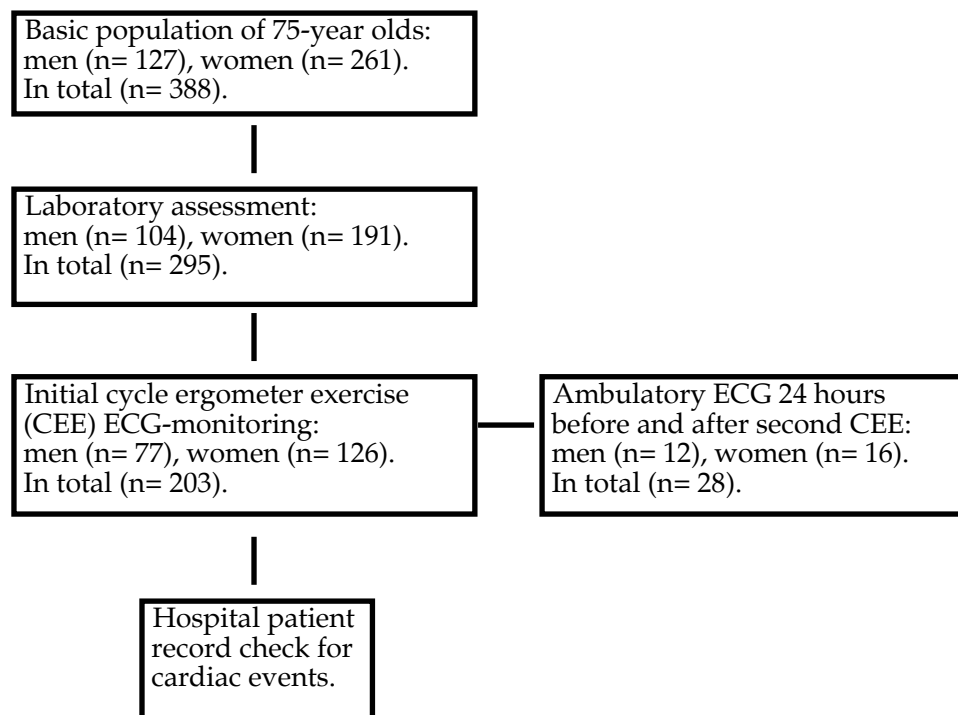 Basic population of 75-year olds:
men (n= 127), women (n= 261).
In total (n= 388).
Laboratory assessment:
men (n= 104), women (n= 191).
In total (n= 295).
Initial cycle ergometer exercise
(CEE) ECG-monitoring:
men (n= 77), women (n= 126).
In total (n= 203).
Ambulatory ECG 24 hours
before and after second CEE:
men (n= 12), women (n= 16).
In total (n= 28).
Hospital patient
record check for
cardiac events.